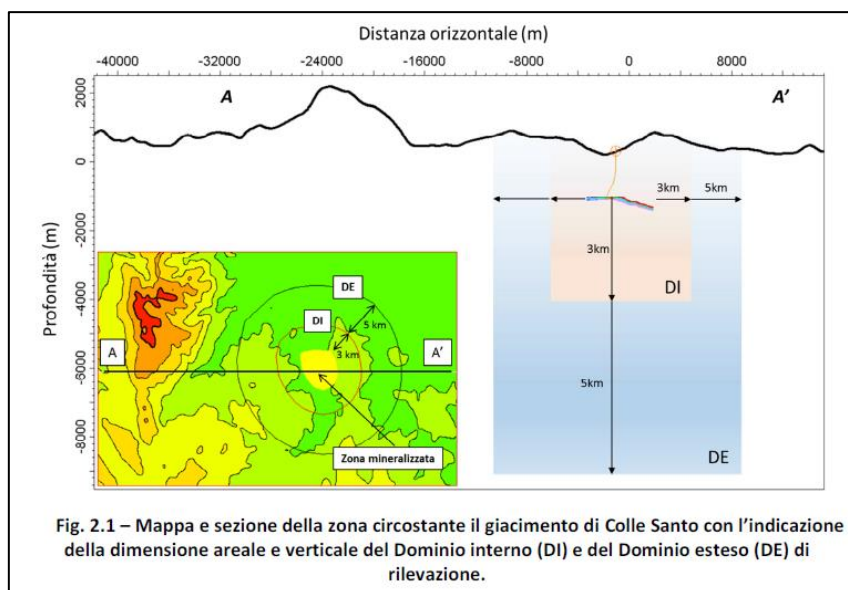 Distanza orizzontale (m)
-40000 -32000 -24000 -16000 -8000 0 8000
A A'
Profondità (m)
2000
0
-2000
-4000
-6000
-8000
3km 5km
3km
DI
5km
DE
DE
DI
5 km
3 km
A A'
Zona mineralizzata
Fig. 2.1 – Mappa e sezione della zona circostante il giacimento di Colle Santo con l'indicazione
della dimensione areale e verticale del Dominio interno (DI) e del Dominio esteso (DE) di
rilevazione.